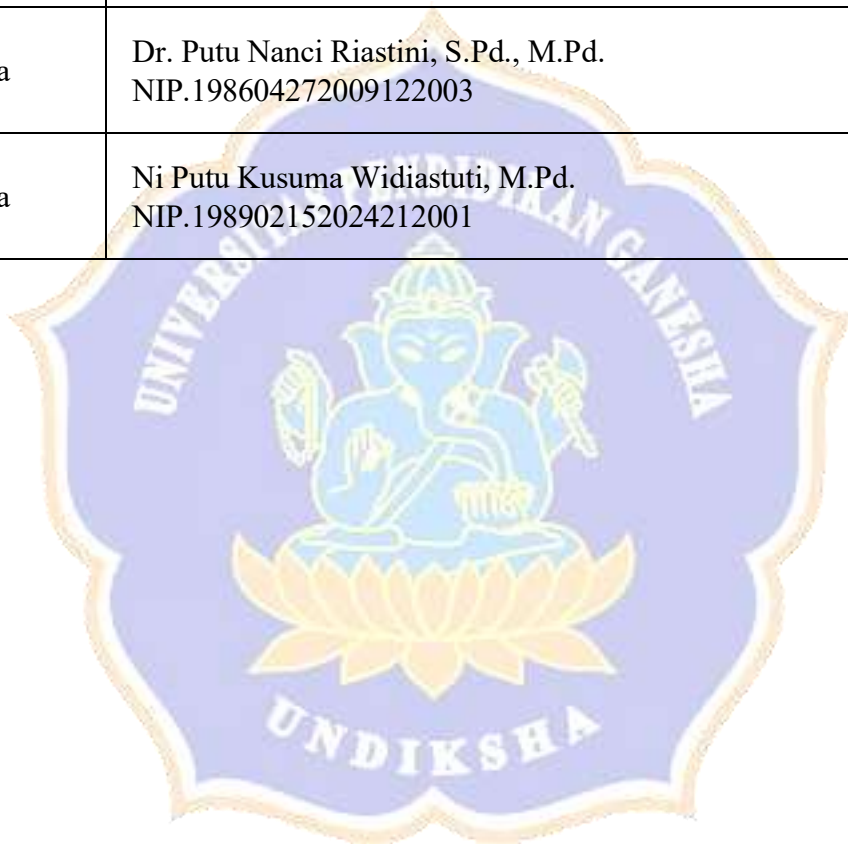 a
Dr. Putu Nanci Riastini, S.Pd., M.Pd.
NIP.198604272009122003
a
Ni Putu Kusuma Widiastuti, M.Pd.
NIP.198902152024212001
UNIVERSITAS PENDIDIKAN GANESHA
UNDIKSHA